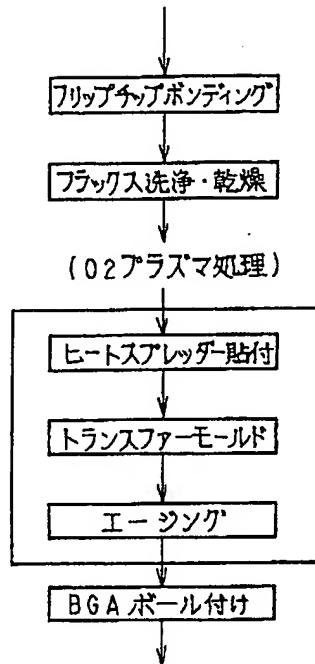 フリップチップボンディング
フラックス洗浄・乾燥
(O2プラズマ処理)
ヒートスプレッダー貼付
トランスファーモールド
エージング
BGAボール付け